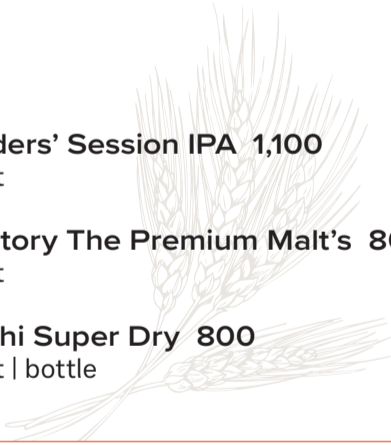 ders’ Session IPA 1,100
t
tory The Premium Malt’s 80
t
hi Super Dry 800
t | bottle